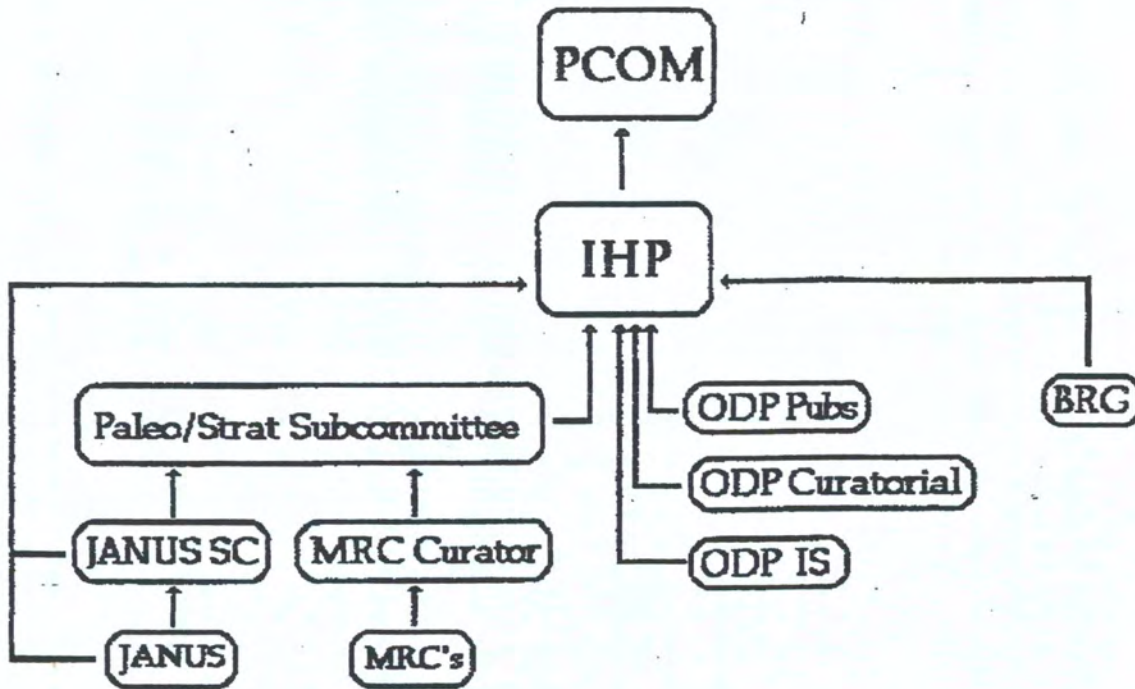 PCOM
IHP
Paleo/Strat Subcommittee
ODP Pubs
BRG
ODP Curatorial
JANUS SC
MRC Curator
ODP IS
JANUS
MRC's